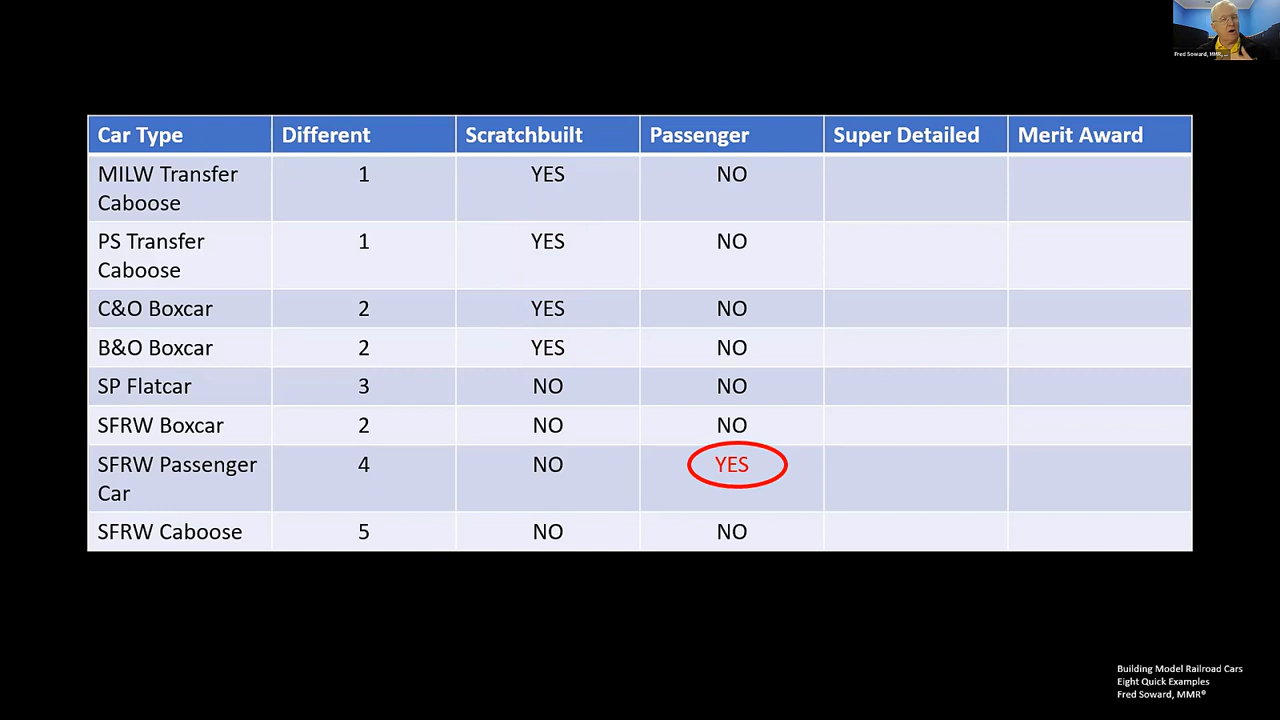 Fred Soward, MMR, ...
Car Type Different Scratchbuilt Passenger Super Detailed Merit Award
MILW Transfer Caboose 1 YES NO
PS Transfer Caboose 1 YES NO
C&O Boxcar 2 YES NO
B&O Boxcar 2 YES NO
SP Flatcar 3 NO NO
SFRW Boxcar 2 NO NO
SFRW Passenger Car 4 NO YES
SFRW Caboose 5 NO NO
Building Model Railroad Cars
Eight Quick Examples
Fred Soward, MMR®